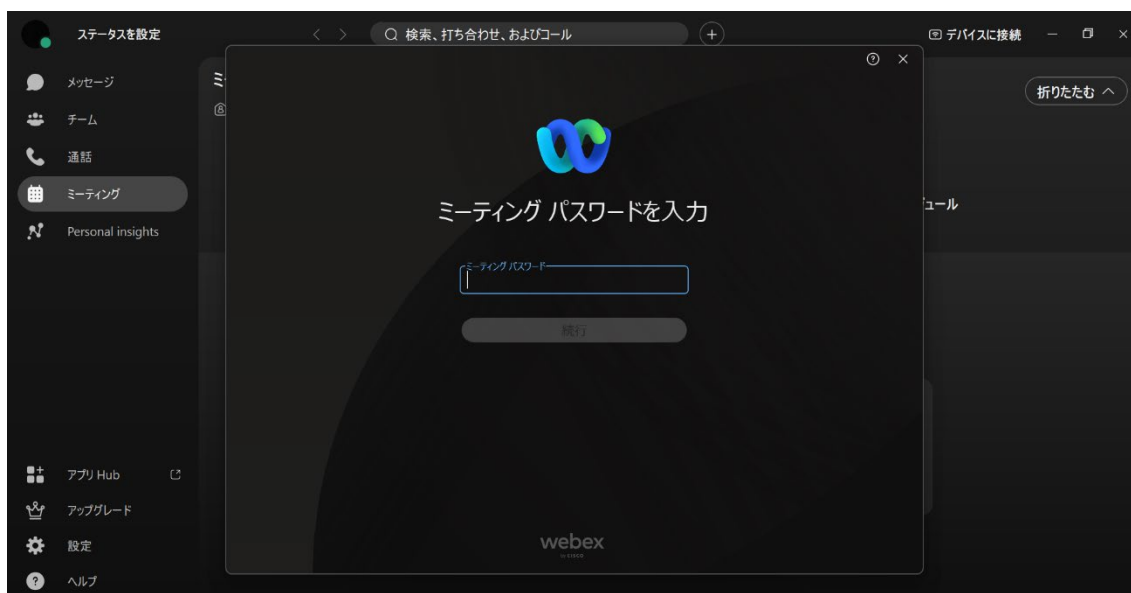 ステータスを設定
検索、打ち合わせ、およびコール
デバイスに接続
メッセージ
チーム
通話
ミーティング
Personal insights
折りたたむ
ュール
ミーティング パスワードを入力
ミーティング パスワード
続行
アプリ Hub
アップグレード
設定
ヘルプ
webex
by CISCO